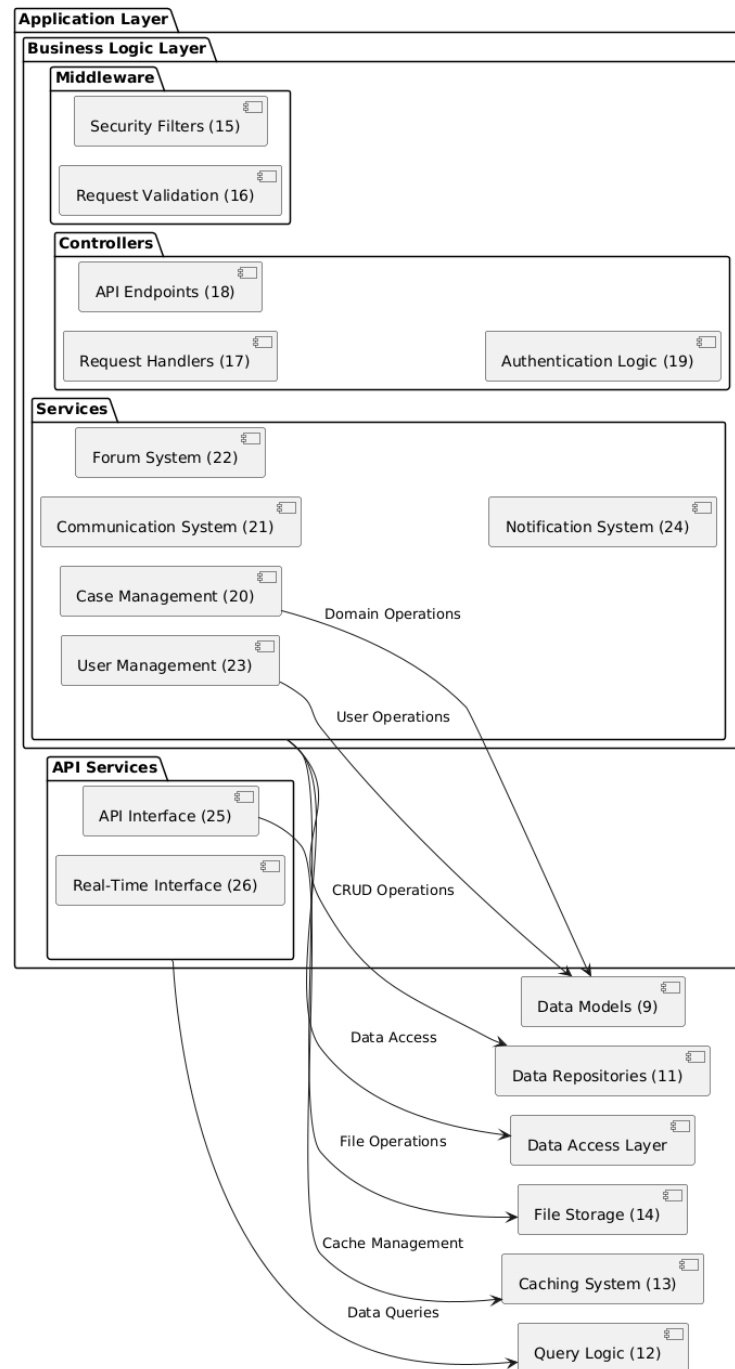 Application Layer
Business Logic Layer
Middleware
Security Filters (15)
Request Validation (16)
Controllers
API Endpoints (18)
Request Handlers (17)
Authentication Logic (19)
Services
Forum System (22)
Communication System (21)
Notification System (24)
Case Management (20)
Domain Operations
User Management (23)
User Operations
API Services
API Interface (25)
Real-Time Interface (26)
CRUD Operations
Data Models (9)
Data Access
Data Repositories (11)
Data Access Layer
File Operations
File Storage (14)
Cache Management
Caching System (13)
Data Queries
Query Logic (12)